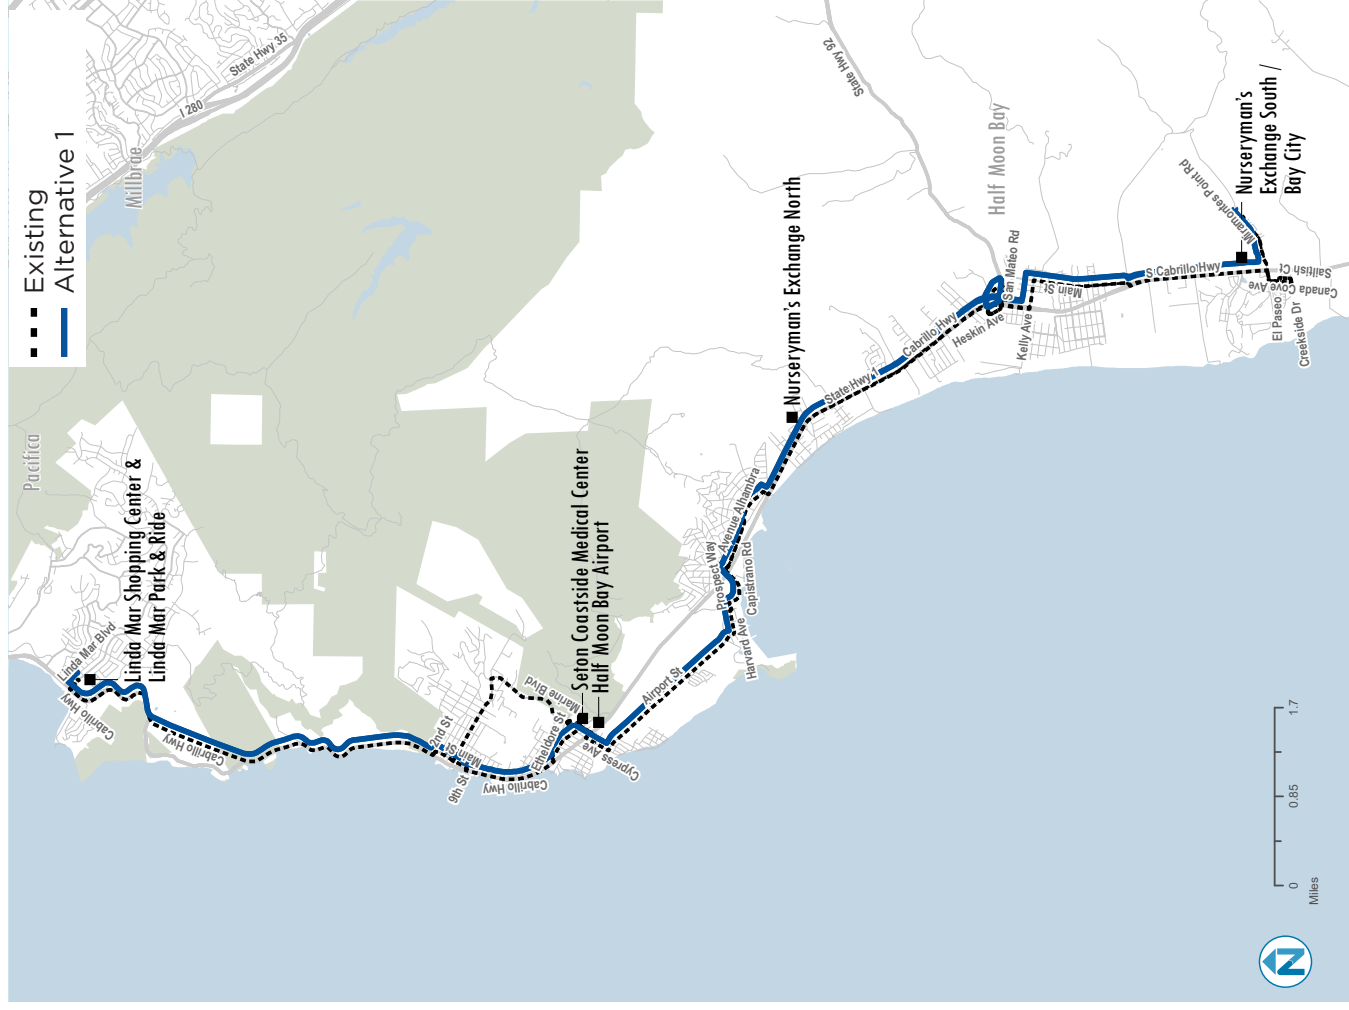 Existing
Alternative 1
Pacifica
Millbrae
I 280
State Hwy 35
State Hwy 92
Half Moon Bay
Linda Mar Blvd
Linda Mar Shopping Center &
Linda Mar Park & Ride
Cabrillo Hwy
Cabrillo Hwy
2nd St
Main St
9th St
Cabrillo Hwy
Etheldore St
Marine Blvd
Seton Coastside Medical Center
Half Moon Bay Airport
Cypress Ave
Airport St
Harvard Ave
Prospect Way
Capistrano Rd
Avenue Alhambra
Nurseryman's Exchange North
State Hwy 1
Cabrillo Hwy
Heskin Ave
San Mateo Rd
Kelly Ave
Main St
S Cabrillo Hwy
Miramontes Point Rd
Miramontes
Nurseryman's
Exchange South /
Bay City
El Paseo
Creekside Dr
Canada Cove Ave
Sailfish Ct
0
0.85
1.7
Miles
N